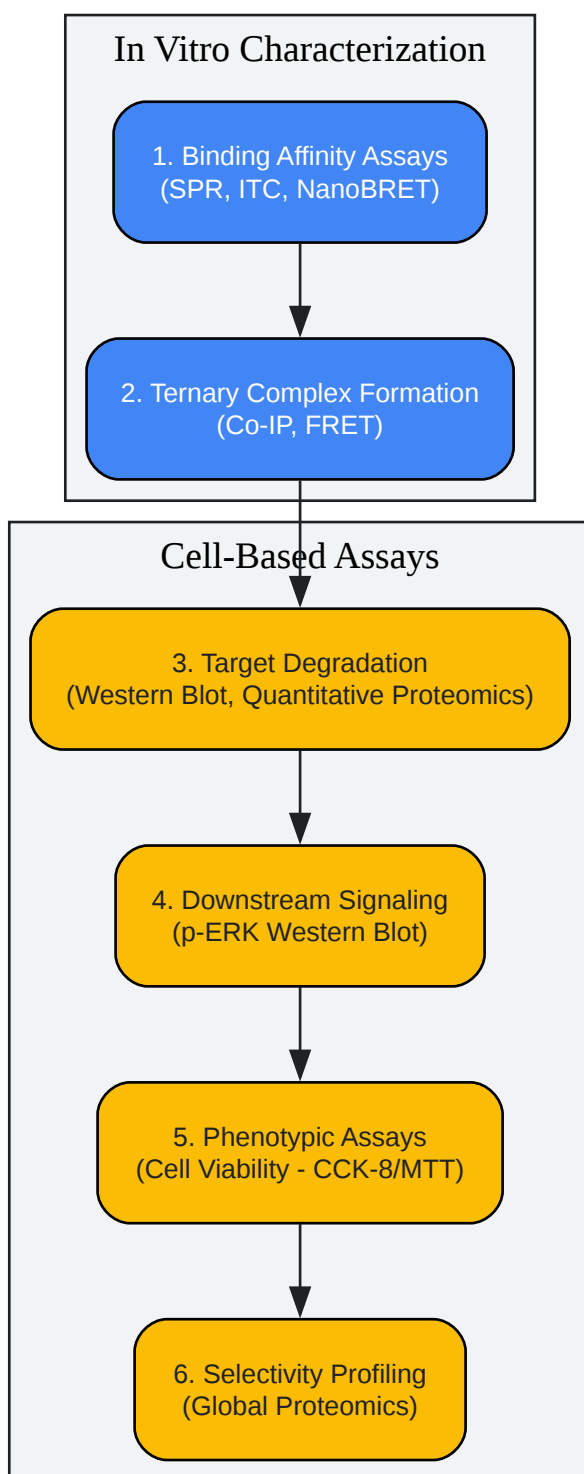 In Vitro Characterization
1. Binding Affinity Assays
(SPR, ITC, NanoBRET)
2. Ternary Complex Formation
(Co-IP, FRET)
Cell-Based Assays
3. Target Degradation
(Western Blot, Quantitative Proteomics)
4. Downstream Signaling
(p-ERK Western Blot)
5. Phenotypic Assays
(Cell Viability - CCK-8/MTT)
6. Selectivity Profiling
(Global Proteomics)